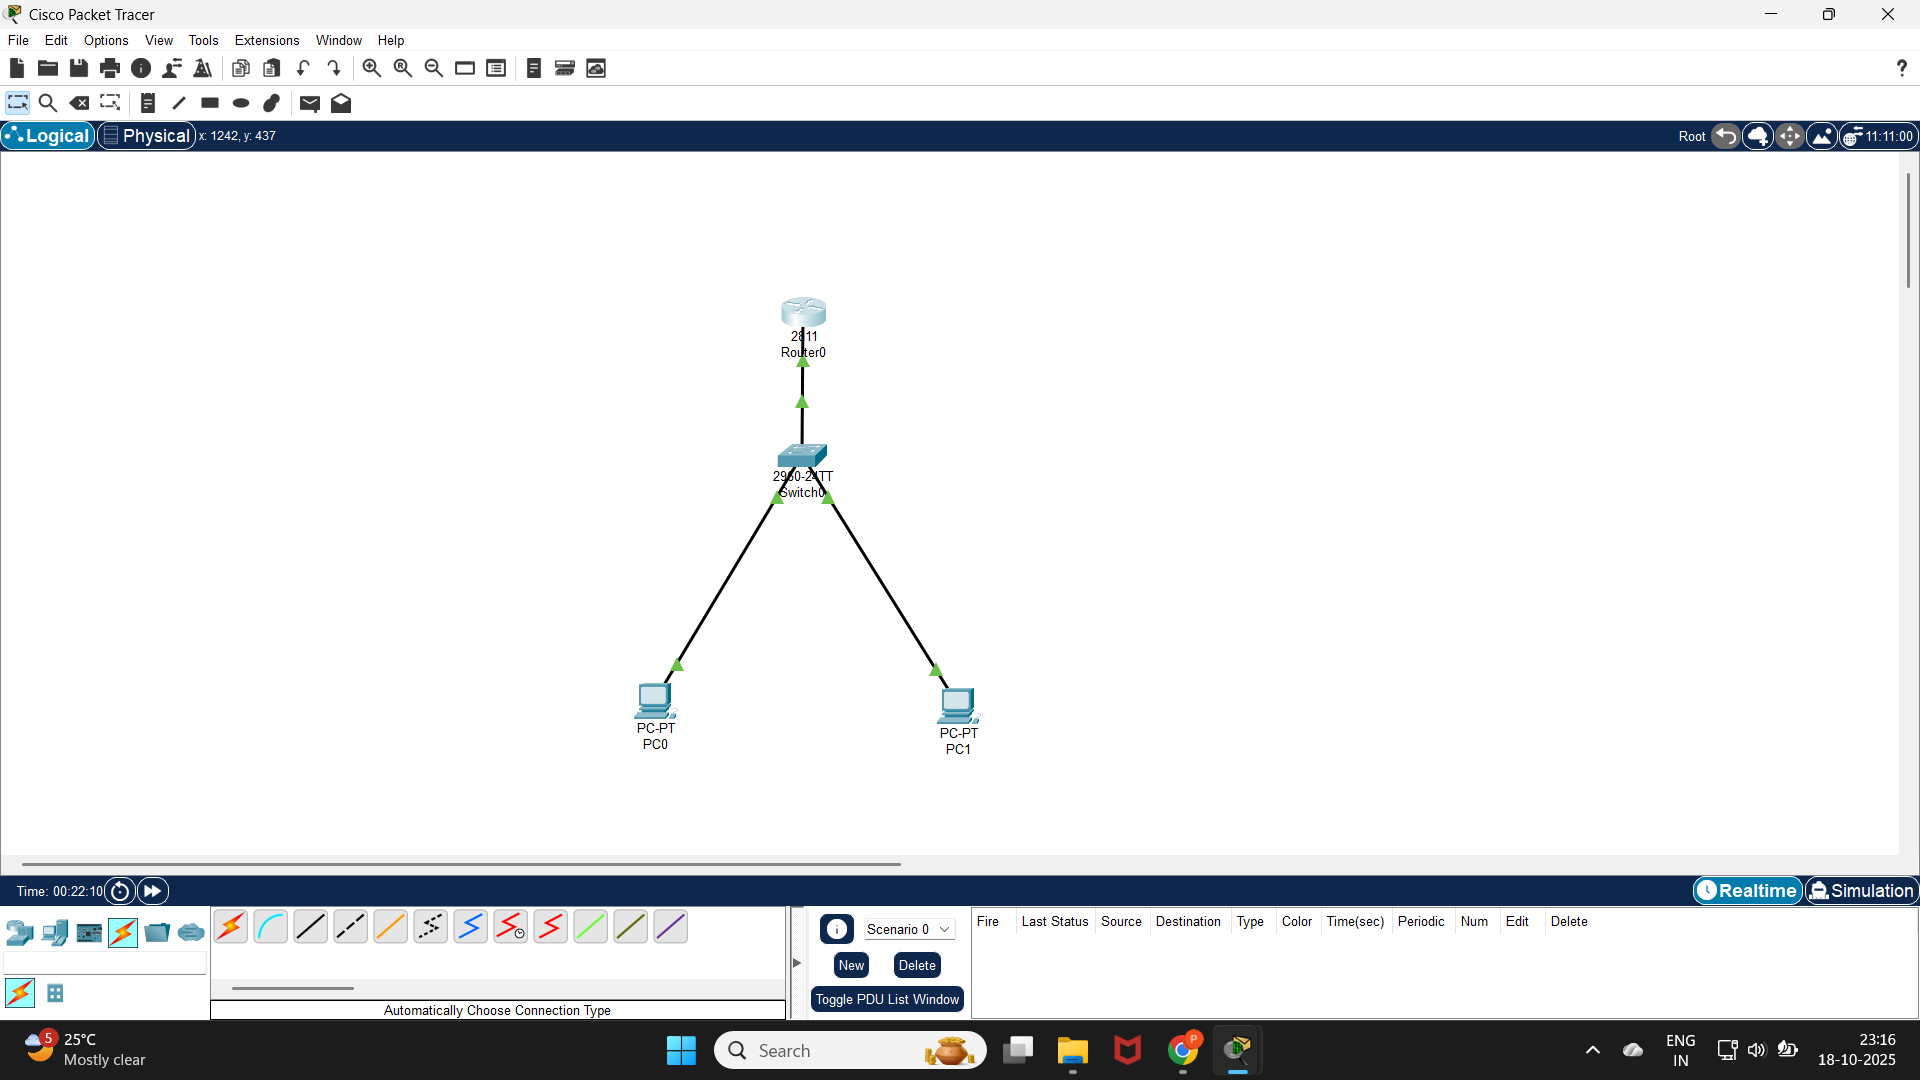 Cisco Packet Tracer
File Edit Options View Tools Extensions Window Help
?
Logical Physical x: 1242, y: 437 Root 11:11:00
2811
Router0
2960-24TT
Switch0
PC-PT
PC0
PC-PT
PC1
Time: 00:22:10 Realtime Simulation
Scenario 0
New Delete
Toggle PDU List Window
Fire Last Status Source Destination Type Color Time(sec) Periodic Num Edit Delete
Automatically Choose Connection Type
5
25°C
Mostly clear
Search
P
ENG
IN
23:16
18-10-2025